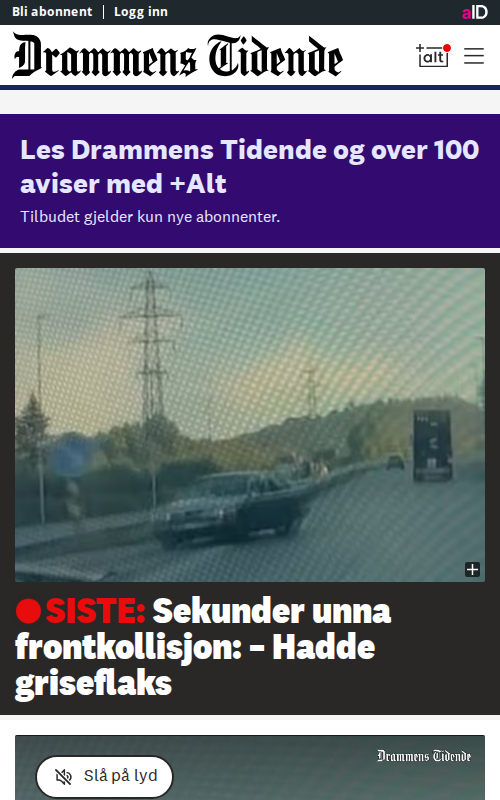 Bli abonnent | Logg inn
aID
Drammens Tidende
+alt
Les Drammens Tidende og over 100
aviser med +Alt
Tilbudet gjelder kun nye abonnenter.
SISTE: Sekunder unna
frontkollisjon: – Hadde
griseflaks
Drammens Tidende
Slå på lyd